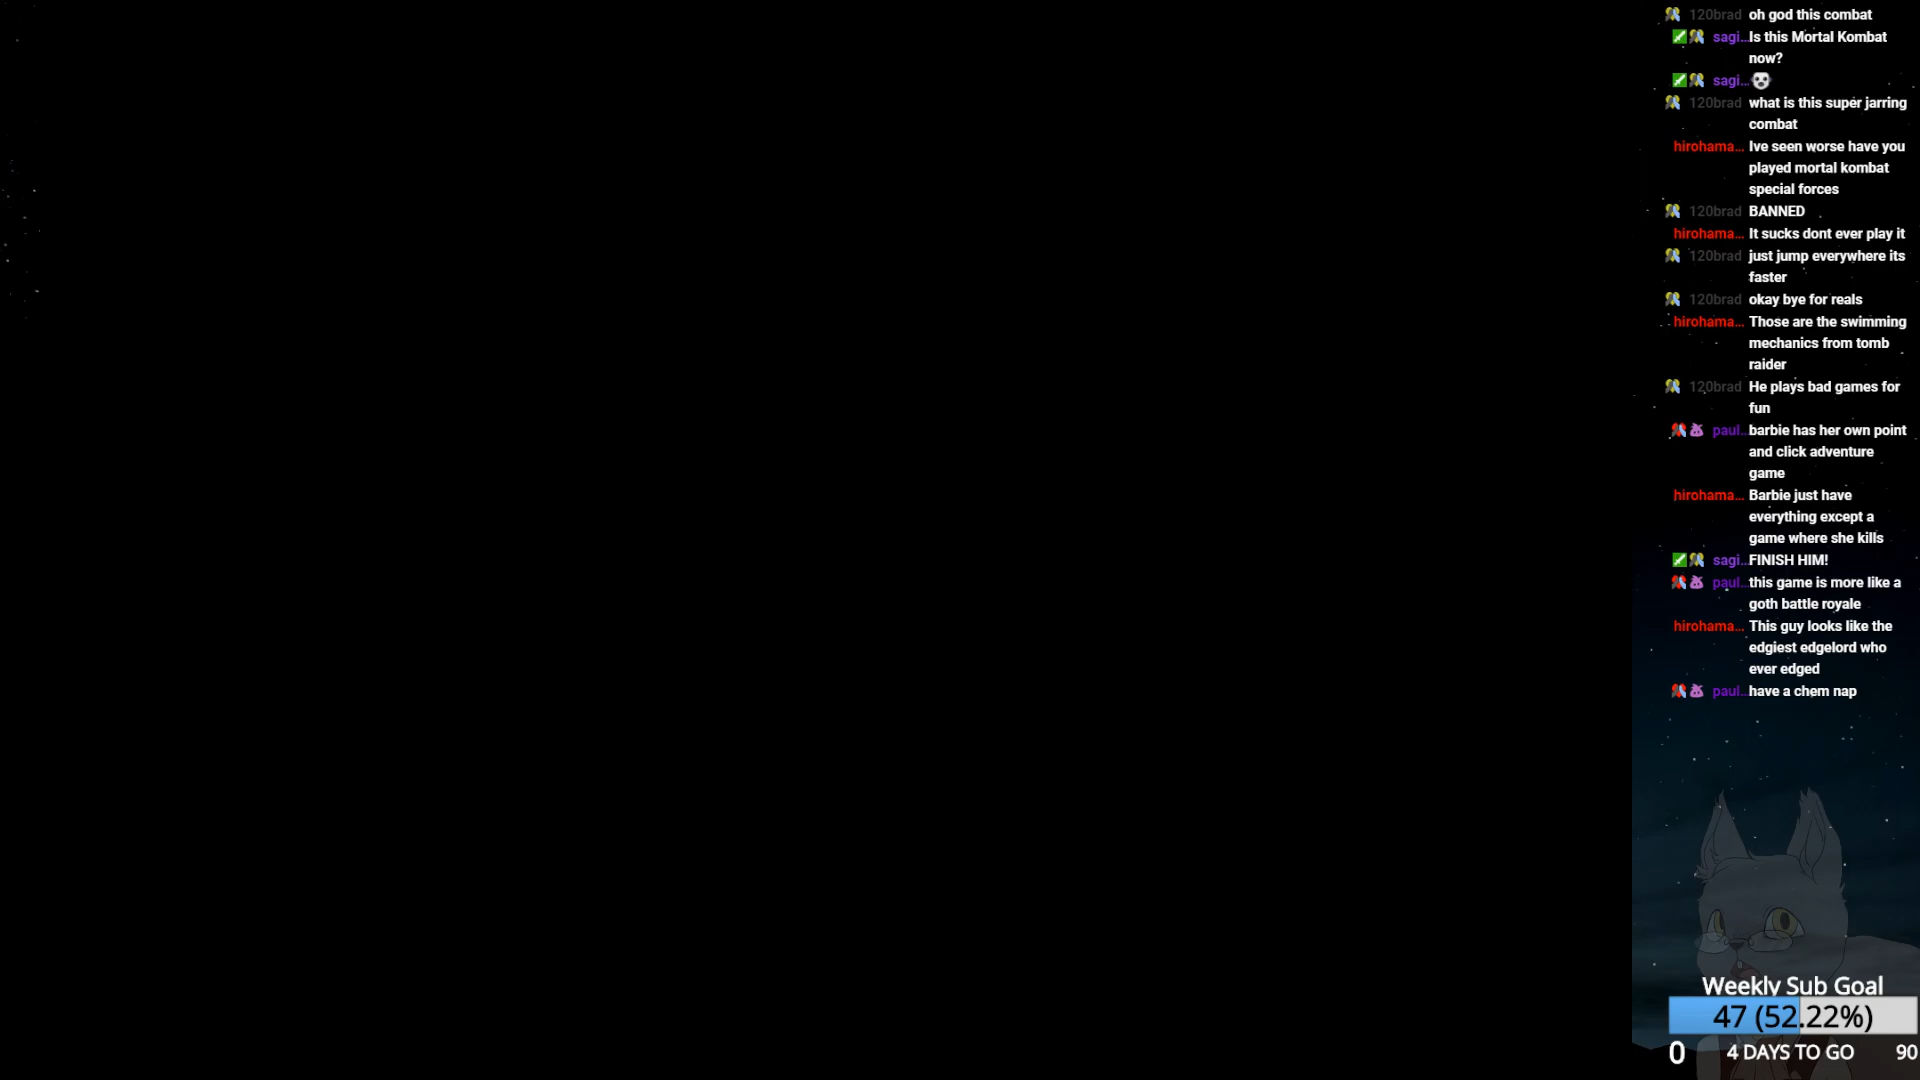 120brad oh god this combat
sagi... Is this Mortal Kombat
now?
sagi...
120brad what is this super jarring
combat
hirohama... Ive seen worse have you
played mortal kombat
special forces
120brad BANNED
hirohama... It sucks dont ever play it
120brad just jump everywhere its
faster
120brad okay bye for reals
hirohama... Those are the swimming
mechanics from tomb
raider
120brad He plays bad games for
fun
paul... barbie has her own point
and click adventure
game
hirohama... Barbie just have
everything except a
game where she kills
sagi... FINISH HIM!
paul... this game is more like a
goth battle royale
hirohama... This guy looks like the
edgiest edgelord who
ever edged
paul... have a chem nap
Weekly Sub Goal
47 (52.22%)
0 4 DAYS TO GO 90